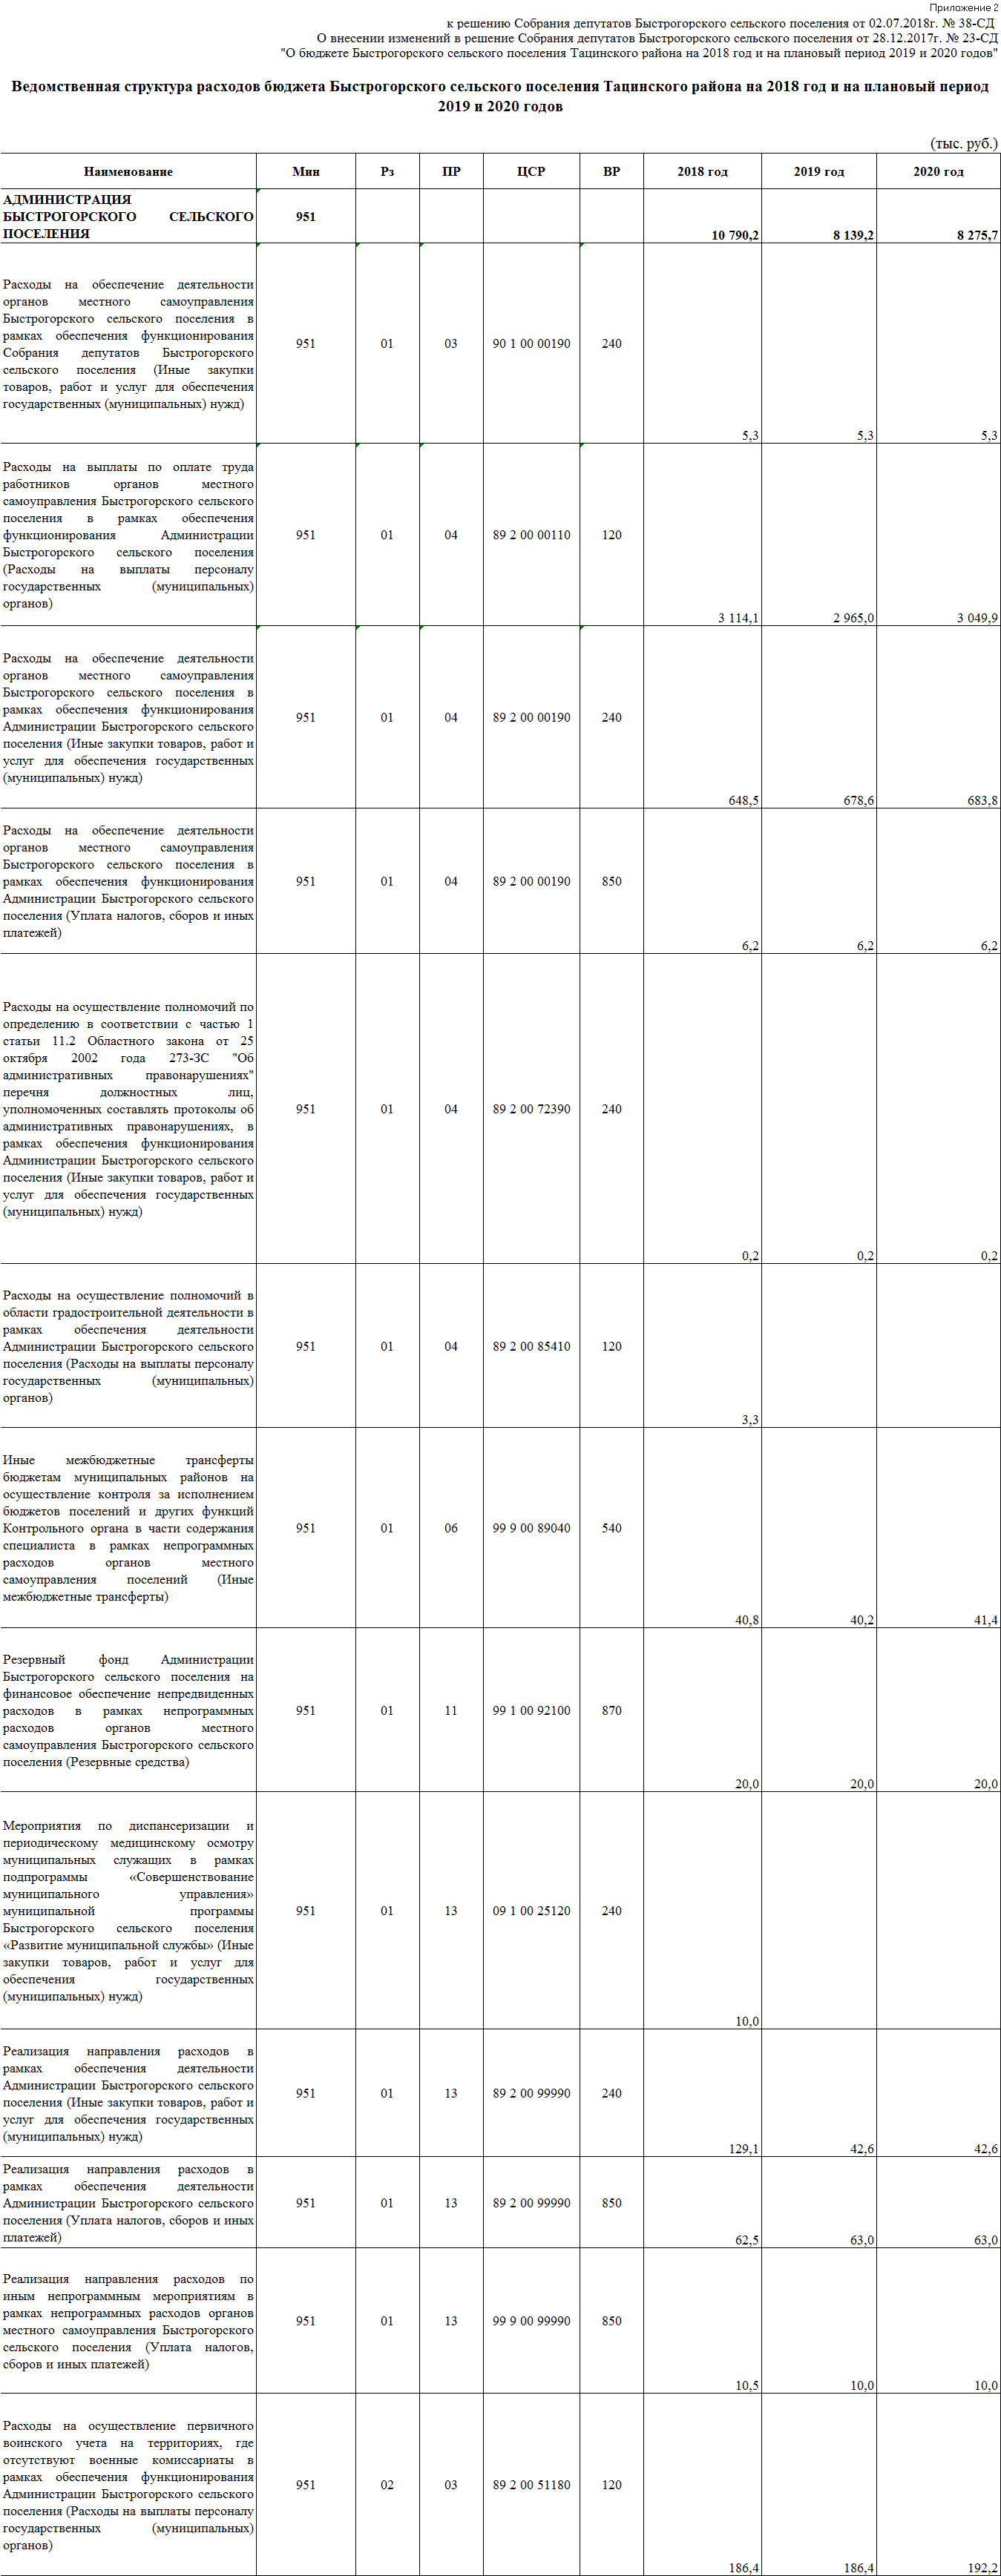 Приложение 2
к решению Собрания депутатов Быстрогорского сельского поселения от 02.07.2018г. № 38-СД
О внесении изменений в решение Собрания депутатов Быстрогорского сельского поселения от 28.12.2017г. № 23-СД
"О бюджете Быстрогорского сельского поселения Тацинского района на 2018 год и на плановый период 2019 и 2020 годов"
Ведомственная структура расходов бюджета Быстрогорского сельского поселения Тацинского района на 2018 год и на плановый период
2019 и 2020 годов
(тыс. руб.)
Наименование Мин Рз ПР ЦСР ВР 2018 год 2019 год 2020 год
АДМИНИСТРАЦИЯ
БЫСТРОГОРСКОГО СЕЛЬСКОГО
ПОСЕЛЕНИЯ
951
10 790,2 8 139,2 8 275,7
Расходы на обеспечение деятельности
органов местного самоуправления
Быстрогорского сельского поселения в
рамках обеспечения функционирования
Собрания депутатов Быстрогорского
сельского поселения (Иные закупки
товаров, работ и услуг для обеспечения
государственных (муниципальных) нужд)
951 01 03 90 1 00 00190 240
5,3 5,3 5,3
Расходы на выплаты по оплате труда
работников органов местного
самоуправления Быстрогорского сельского
поселения в рамках обеспечения
функционирования Администрации
Быстрогорского сельского поселения
(Расходы на выплаты персоналу
государственных (муниципальных)
органов)
951 01 04 89 2 00 00110 120
3 114,1 2 965,0 3 049,9
Расходы на обеспечение деятельности
органов местного самоуправления
Быстрогорского сельского поселения в
рамках обеспечения функционирования
Администрации Быстрогорского сельского
поселения (Иные закупки товаров, работ и
услуг для обеспечения государственных
(муниципальных) нужд)
951 01 04 89 2 00 00190 240
648,5 678,6 683,8
Расходы на обеспечение деятельности
органов местного самоуправления
Быстрогорского сельского поселения в
рамках обеспечения функционирования
Администрации Быстрогорского сельского
поселения (Уплата налогов, сборов и иных
платежей)
951 01 04 89 2 00 00190 850
6,2 6,2 6,2
Расходы на осуществление полномочий по
определению в соответствии с частью 1
статьи 11.2 Областного закона от 25
октября 2002 года 273-ЗС "Об
административных правонарушениях"
перечня должностных лиц,
уполномоченных составлять протоколы об
административных правонарушениях, в
рамках обеспечения функционирования
Администрации Быстрогорского сельского
поселения (Иные закупки товаров, работ и
услуг для обеспечения государственных
(муниципальных) нужд)
951 01 04 89 2 00 72390 240
0,2 0,2 0,2
Расходы на осуществление полномочий в
области градостроительной деятельности в
рамках обеспечения деятельности
Администрации Быстрогорского сельского
поселения (Расходы на выплаты персоналу
государственных (муниципальных)
органов)
951 01 04 89 2 00 85410 120
3,3
Иные межбюджетные трансферты
бюджетам муниципальных районов на
осуществление контроля за исполнением
бюджетов поселений и других функций
Контрольного органа в части содержания
специалиста в рамках непрограммных
расходов органов местного
самоуправления поселений (Иные
межбюджетные трансферты)
951 01 06 99 9 00 89040 540
40,8 40,2 41,4
Резервный фонд Администрации
Быстрогорского сельского поселения на
финансовое обеспечение непредвиденных
расходов в рамках непрограммных
расходов органов местного
самоуправления Быстрогорского сельского
поселения (Резервные средства)
951 01 11 99 1 00 92100 870
20,0 20,0 20,0
Мероприятия по диспансеризации и
периодическому медицинскому осмотру
муниципальных служащих в рамках
подпрограммы «Совершенствование
муниципального управления»
муниципальной программы
Быстрогорского сельского поселения
«Развитие муниципальной службы» (Иные
закупки товаров, работ и услуг для
обеспечения государственных
(муниципальных) нужд)
951 01 13 09 1 00 25120 240
10,0
Реализация направления расходов в
рамках обеспечения деятельности
Администрации Быстрогорского сельского
поселения (Иные закупки товаров, работ и
услуг для обеспечения государственных
(муниципальных) нужд)
951 01 13 89 2 00 99990 240
129,1 42,6 42,6
Реализация направления расходов в
рамках обеспечения деятельности
Администрации Быстрогорского сельского
поселения (Уплата налогов, сборов и иных
платежей)
951 01 13 89 2 00 99990 850
62,5 63,0 63,0
Реализация направления расходов по
иным непрограммным мероприятиям в
рамках непрограммных расходов органов
местного самоуправления Быстрогорского
сельского поселения (Уплата налогов,
сборов и иных платежей)
951 01 13 99 9 00 99990 850
10,5 10,0 10,0
Расходы на осуществление первичного
воинского учета на территориях, где
отсутствуют военные комиссариаты в
рамках обеспечения функционирования
Администрации Быстрогорского сельского
поселения (Расходы на выплаты персоналу
государственных (муниципальных)
органов)
951 02 03 89 2 00 51180 120
186,4 186,4 192,2